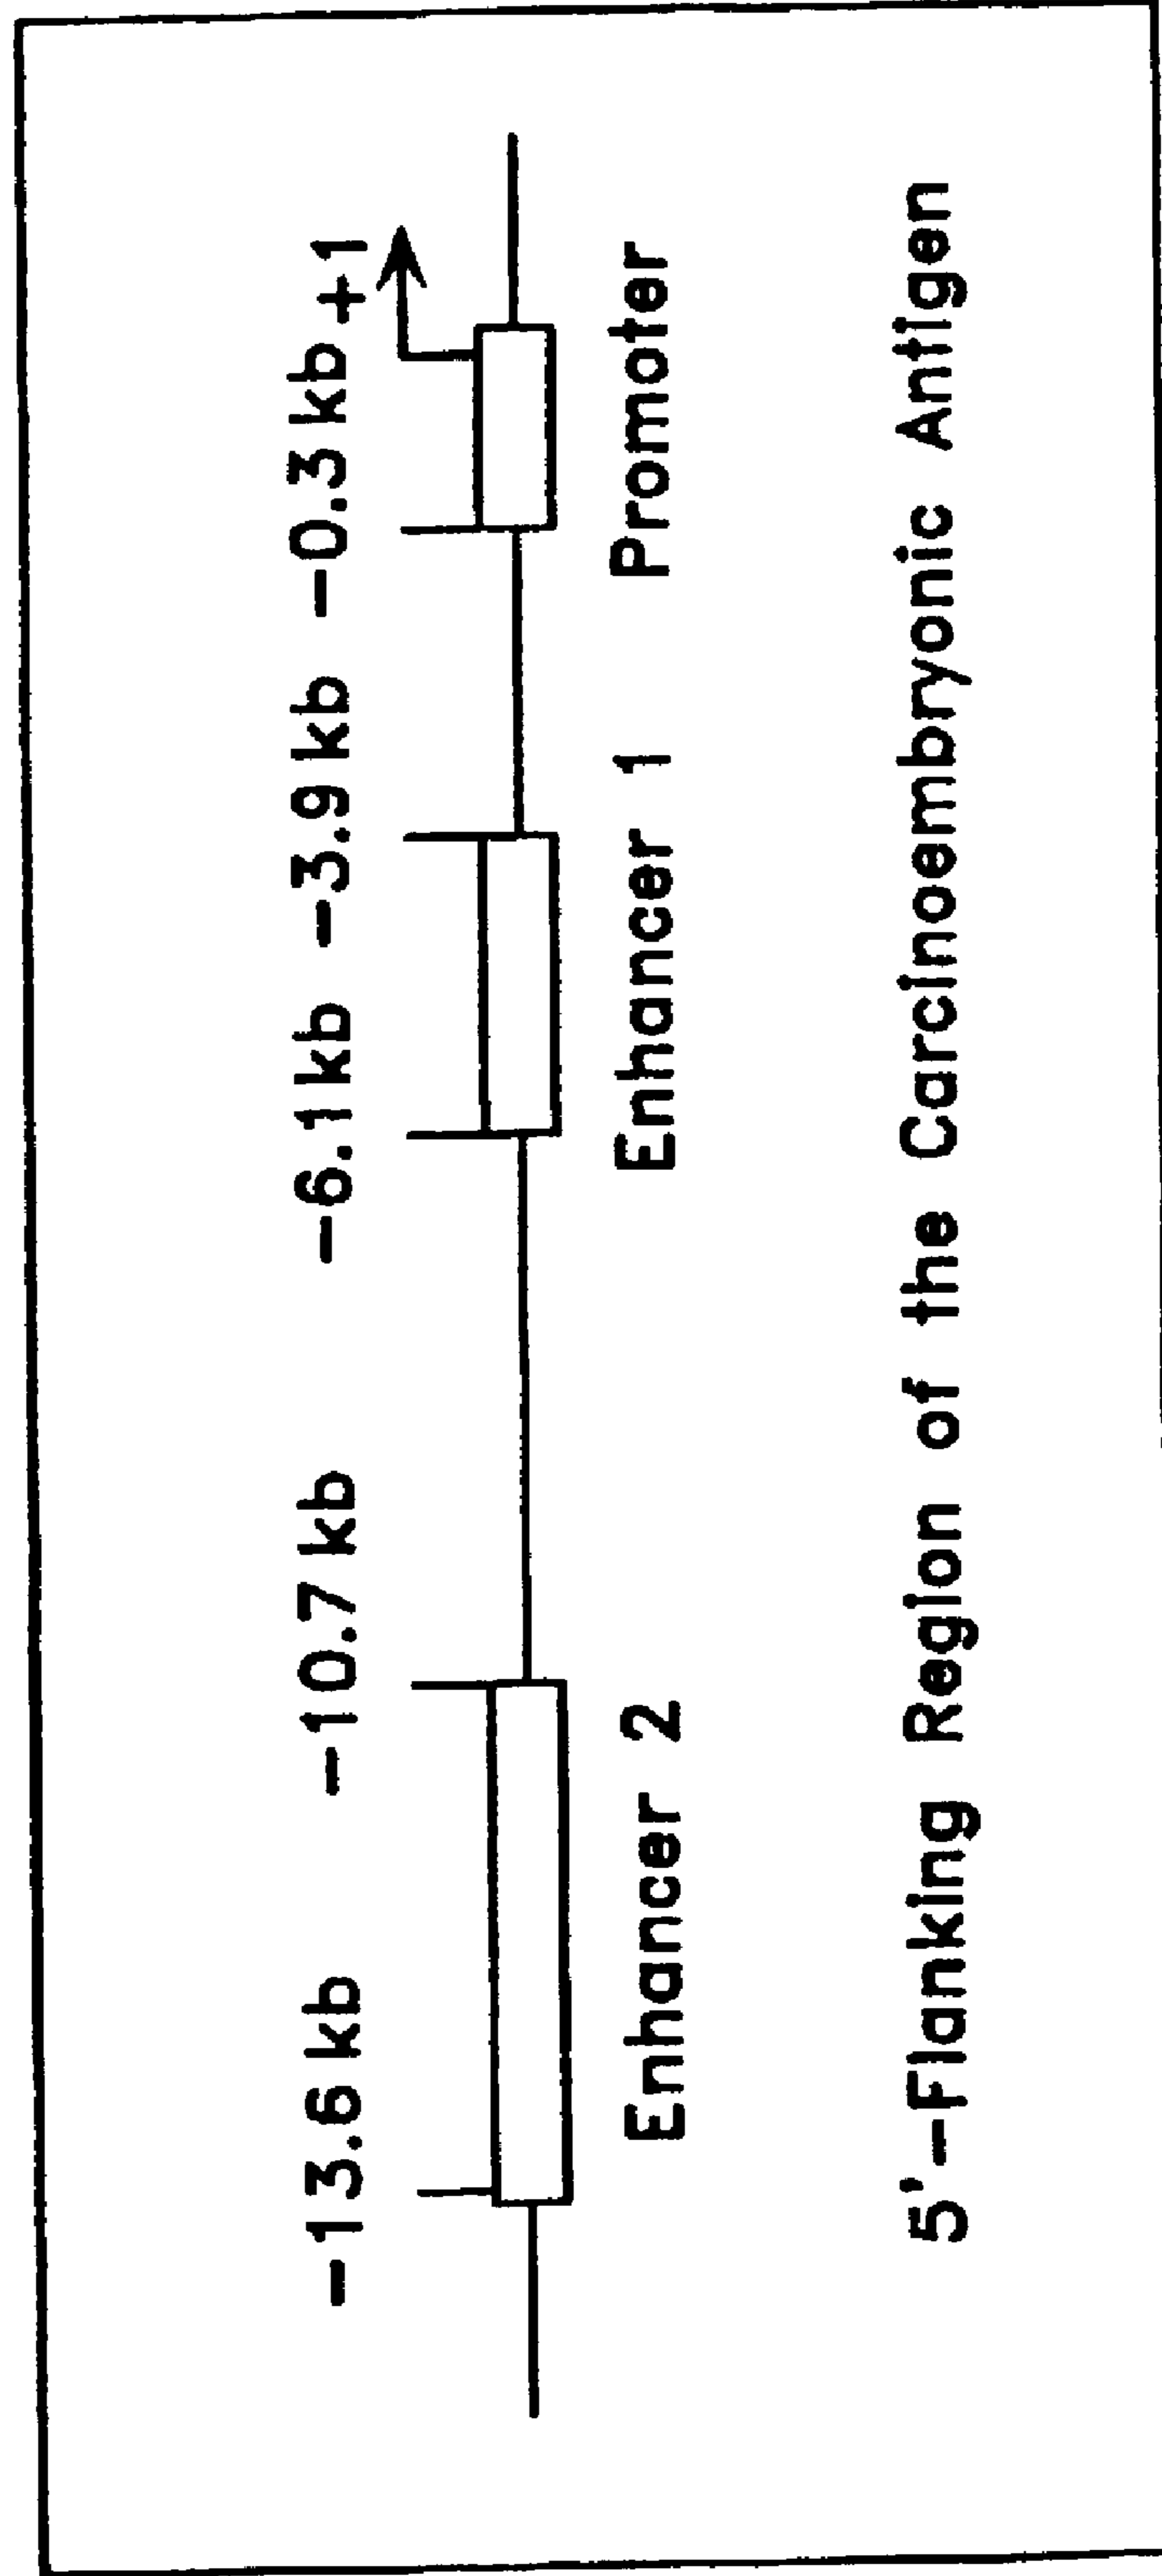 -13.6 kb -10.7 kb -6.1 kb -3.9 kb -0.3 kb +1
Enhancer 2 Enhancer 1 Promoter
5'-Flanking Region of the Carcinoembryonic Antigen